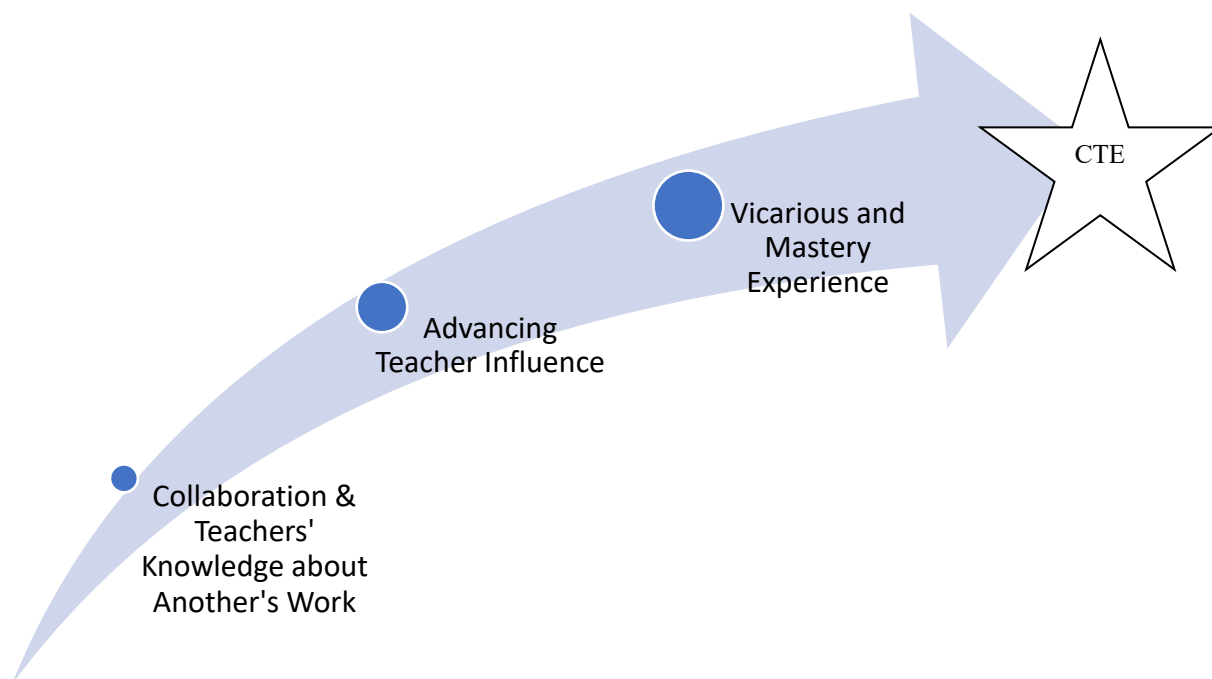 CTE
Vicarious and
Mastery
Experience
Advancing
Teacher Influence
Collaboration &
Teachers'
Knowledge about
Another's Work